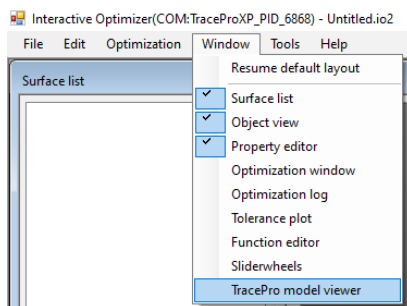 Interactive Optimizer(COM:TraceProXP_PID_6868) - Untitled.io2
File Edit Optimization Window Tools Help
Surface list
Resume default layout
Surface list
Object view
Property editor
Optimization window
Optimization log
Tolerance plot
Function editor
Sliderwheels
TracePro model viewer